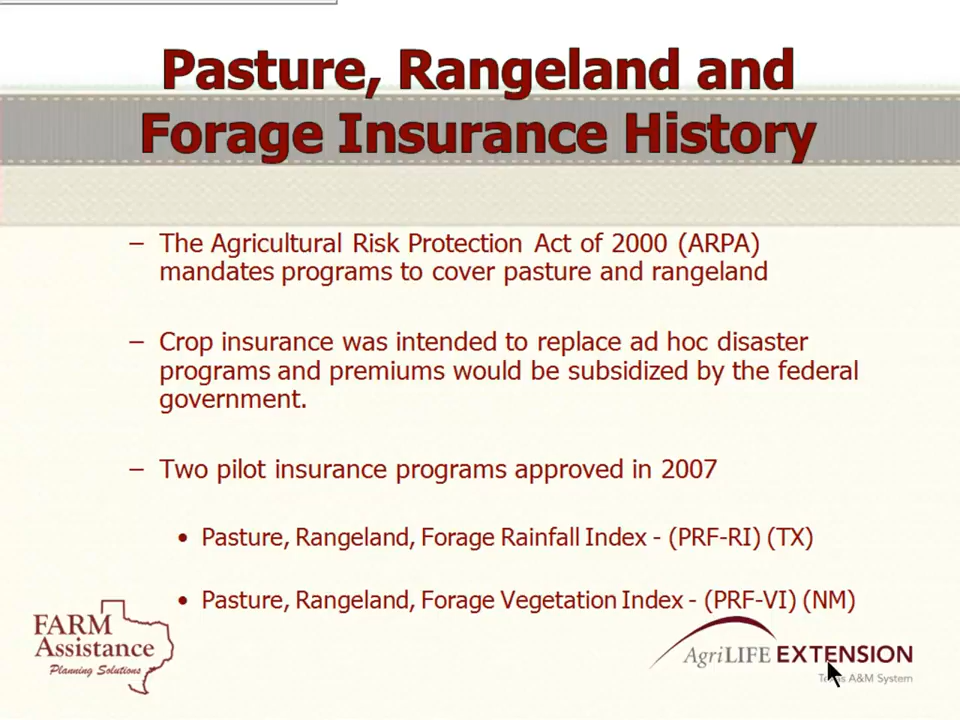 Pasture, Rangeland and
Forage Insurance History
– The Agricultural Risk Protection Act of 2000 (ARPA)
mandates programs to cover pasture and rangeland
– Crop insurance was intended to replace ad hoc disaster
programs and premiums would be subsidized by the federal
government.
– Two pilot insurance programs approved in 2007
• Pasture, Rangeland, Forage Rainfall Index - (PRF-RI) (TX)
• Pasture, Rangeland, Forage Vegetation Index - (PRF-VI) (NM)
FARM
Assistance
Planning Solutions
AgriLIFE EXTENSION
Texas A&M System